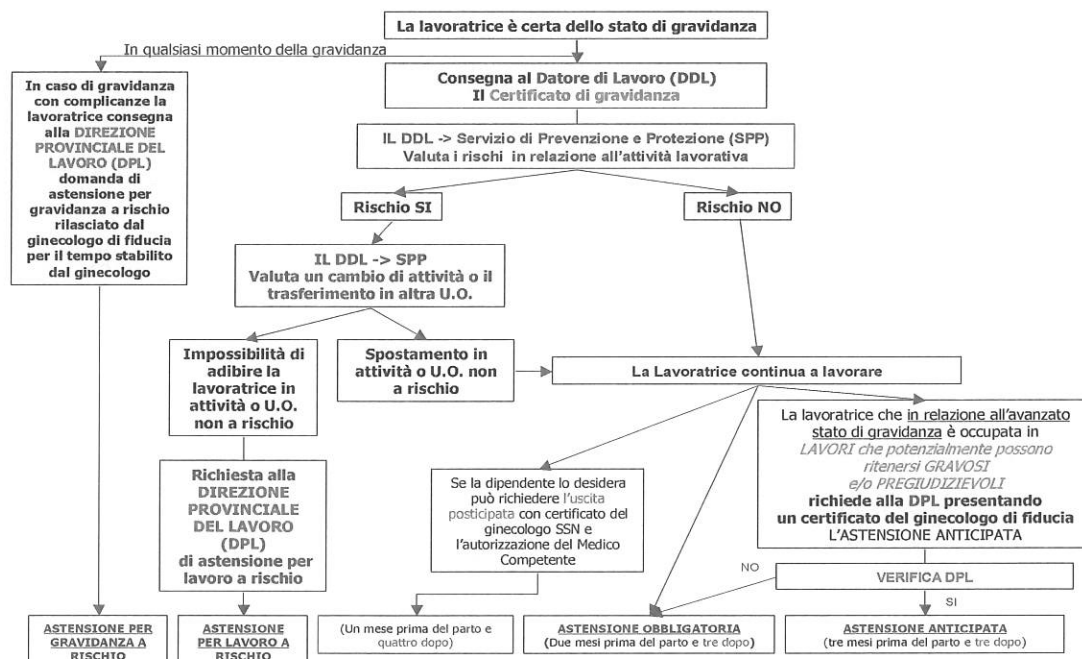 La lavoratrice è certa dello stato di gravidanza
In qualsiasi momento della gravidanza
In caso di gravidanza
con complicanze la
lavoratrice consegna
alla DIREZIONE
PROVINCIALE DEL
LAVORO (DPL)
domanda di
astensione per
gravidanza a rischio
rilasciato dal
ginecologo di fiducia
per il tempo stabilito
dal ginecologo
Consegna al Datore di Lavoro (DDL)
Il Certificato di gravidanza
IL DDL -> Servizio di Prevenzione e Protezione (SPP)
Valuta i rischi in relazione all'attività lavorativa
Rischio SI
Rischio NO
IL DDL -> SPP
Valuta un cambio di attività o il
trasferimento in altra U.O.
Impossibilità di
adibire la
lavoratrice in
attività o U.O.
non a rischio
Spostamento in
attività o U.O. non
a rischio
La Lavoratrice continua a lavorare
Richiesta alla
DIREZIONE
PROVINCIALE
DEL LAVORO
(DPL)
di astensione per
lavoro a rischio
Se la dipendente lo desidera
può richiedere l'uscita
posticipata con certificato del
ginecologo SSN e
l'autorizzazione del Medico
Competente
La lavoratrice che in relazione all'avanzato
stato di gravidanza è occupata in
LAVORI che potenzialmente possono
ritenersi GRAVOSI
e/o PREGIUDIZIEVOLI
richiede alla DPL presentando
un certificato del ginecologo di fiducia
L'ASTENSIONE ANTICIPATA
NO
VERIFICA DPL
SI
ASTENSIONE PER
GRAVIDANZA A
RISCHIO
ASTENSIONE
PER LAVORO A
RISCHIO
(Un mese prima del parto e
quattro dopo)
ASTENSIONE OBBLIGATORIA
(Due mesi prima del parto e tre dopo)
ASTENSIONE ANTICIPATA
(tre mesi prima del parto e tre dopo)